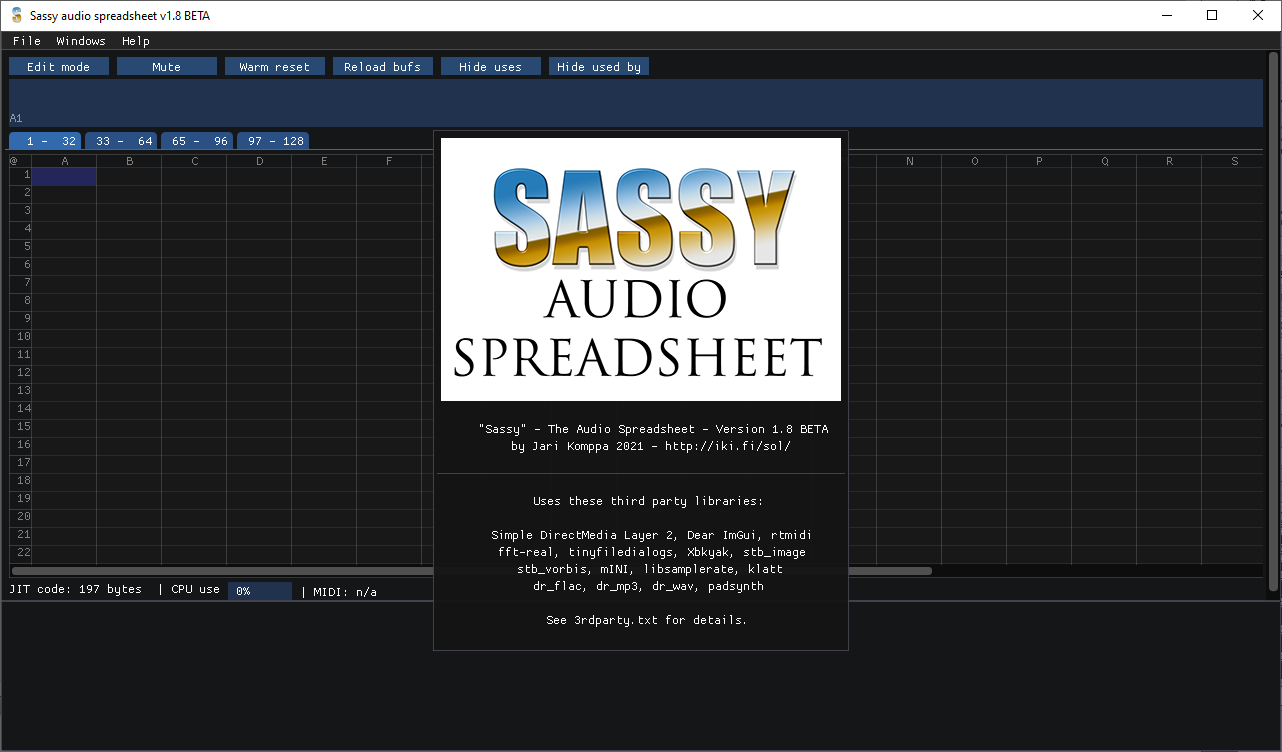 Sassy audio spreadsheet v1.8 BETA
File Windows Help
Edit mode Mute Warm reset Reload bufs Hide uses Hide used by
A1
1 - 32 33 - 64 65 - 96 97 - 128
@ A B C D E F N O P Q R S
1
2
3
4
5
6
7
8
9
10
11
12
13
14
15
16
17
18
19
20
21
22
SASSY
AUDIO
SPREADSHEET
"Sassy" - The Audio Spreadsheet - Version 1.8 BETA
by Jari Komppa 2021 - http://iki.fi/sol/
Uses these third party libraries:
Simple DirectMedia Layer 2, Dear ImGui, rtmidi
fft-real, tinyfiledialogs, Xbkyak, stb_image
stb_vorbis, mINI, libsamplerate, klatt
dr_flac, dr_mp3, dr_wav, padsynth
See 3rdparty.txt for details.
JIT code: 197 bytes | CPU use 0% | MIDI: n/a